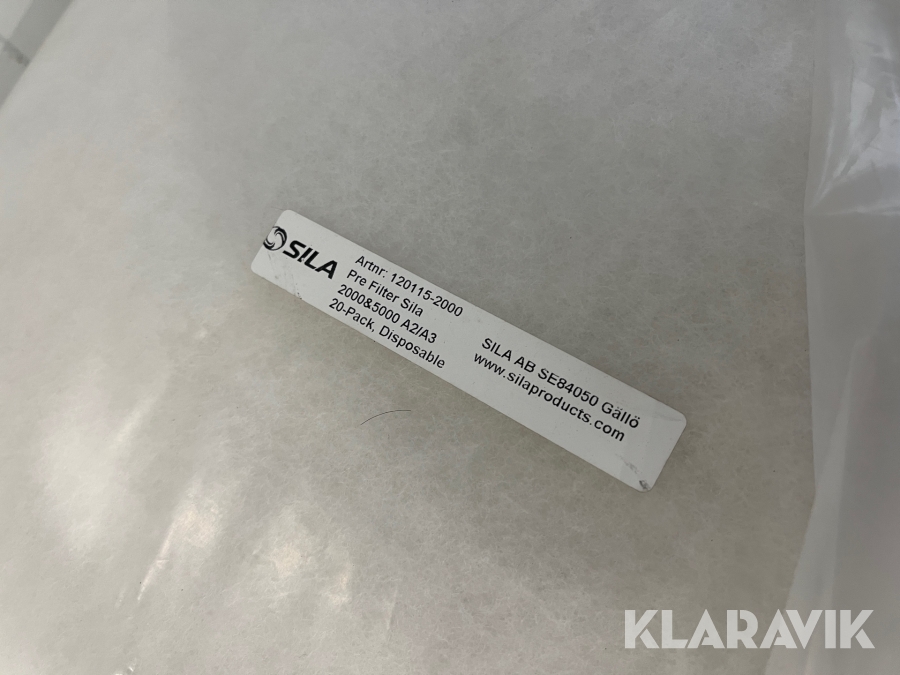 SILA
Artnr: 120115-2000
Pre Filter Sila
2000&5000 A2/A3
20-Pack, Disposable
SILA AB SE84050 Gällö
www.silaproducts.com
KLARAVIK